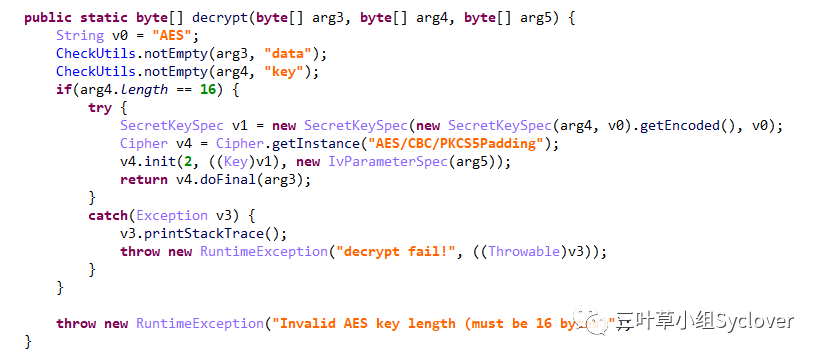 public static byte[] decrypt(byte[] arg3, byte[] arg4, byte[] arg5) {
    String v0 = "AES";
    CheckUtils.notEmpty(arg3, "data");
    CheckUtils.notEmpty(arg4, "key");
    if(arg4.length == 16) {
        try {
            SecretKeySpec v1 = new SecretKeySpec(new SecretKeySpec(arg4, v0).getEncoded(), v0);
            Cipher v4 = Cipher.getInstance("AES/CBC/PKCS5Padding");
            v4.init(2, ((Key)v1), new IvParameterSpec(arg5));
            return v4.doFinal(arg3);
        }
        catch(Exception v3) {
            v3.printStackTrace();
            throw new RuntimeException("decrypt fail!", ((Throwable)v3));
        }
    }
    throw new RuntimeException("Invalid AES key length (must be 16 by
三叶草小组Syclover
}